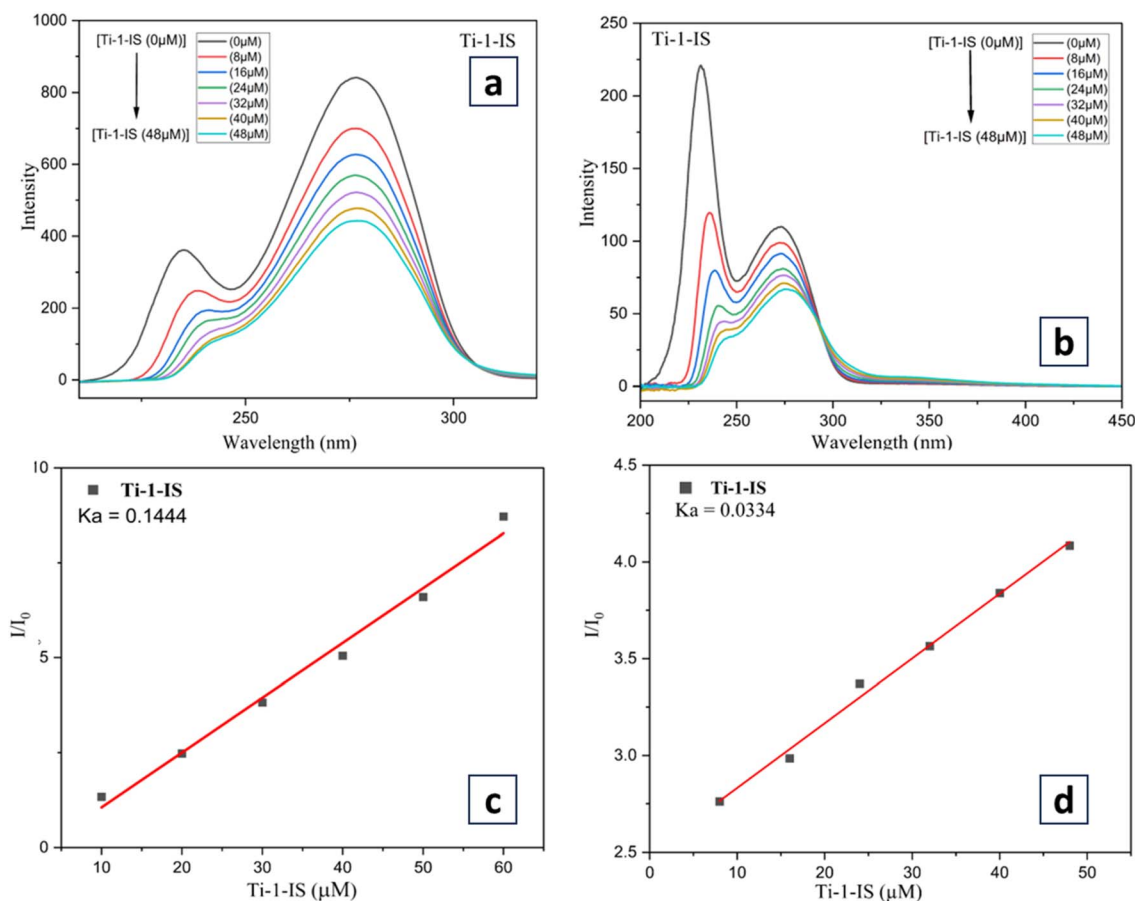 1000
800
600
400
200
0
Intensity
[Ti-1-IS (0μM)]
[Ti-1-IS (48μM)]
(0μM)
(8μM)
(16μM)
(24μM)
(32μM)
(40μM)
(48μM)
Ti-1-IS
a
250
300
Wavelength (nm)
250
200
150
100
50
0
Intensity
Ti-1-IS
[Ti-1-IS (0μM)]
[Ti-1-IS (48μM)]
(0μM)
(8μM)
(16μM)
(24μM)
(32μM)
(40μM)
(48μM)
b
200 250 300 350 400 450
Wavelength (nm)
10
5
0
I/I₀
Ti-1-IS
Ka = 0.1444
c
10 20 30 40 50 60
Ti-1-IS (μM)
4.5
4.0
3.5
3.0
2.5
I/I₀
Ti-1-IS
Ka = 0.0334
d
0 10 20 30 40 50
Ti-1-IS (μM)